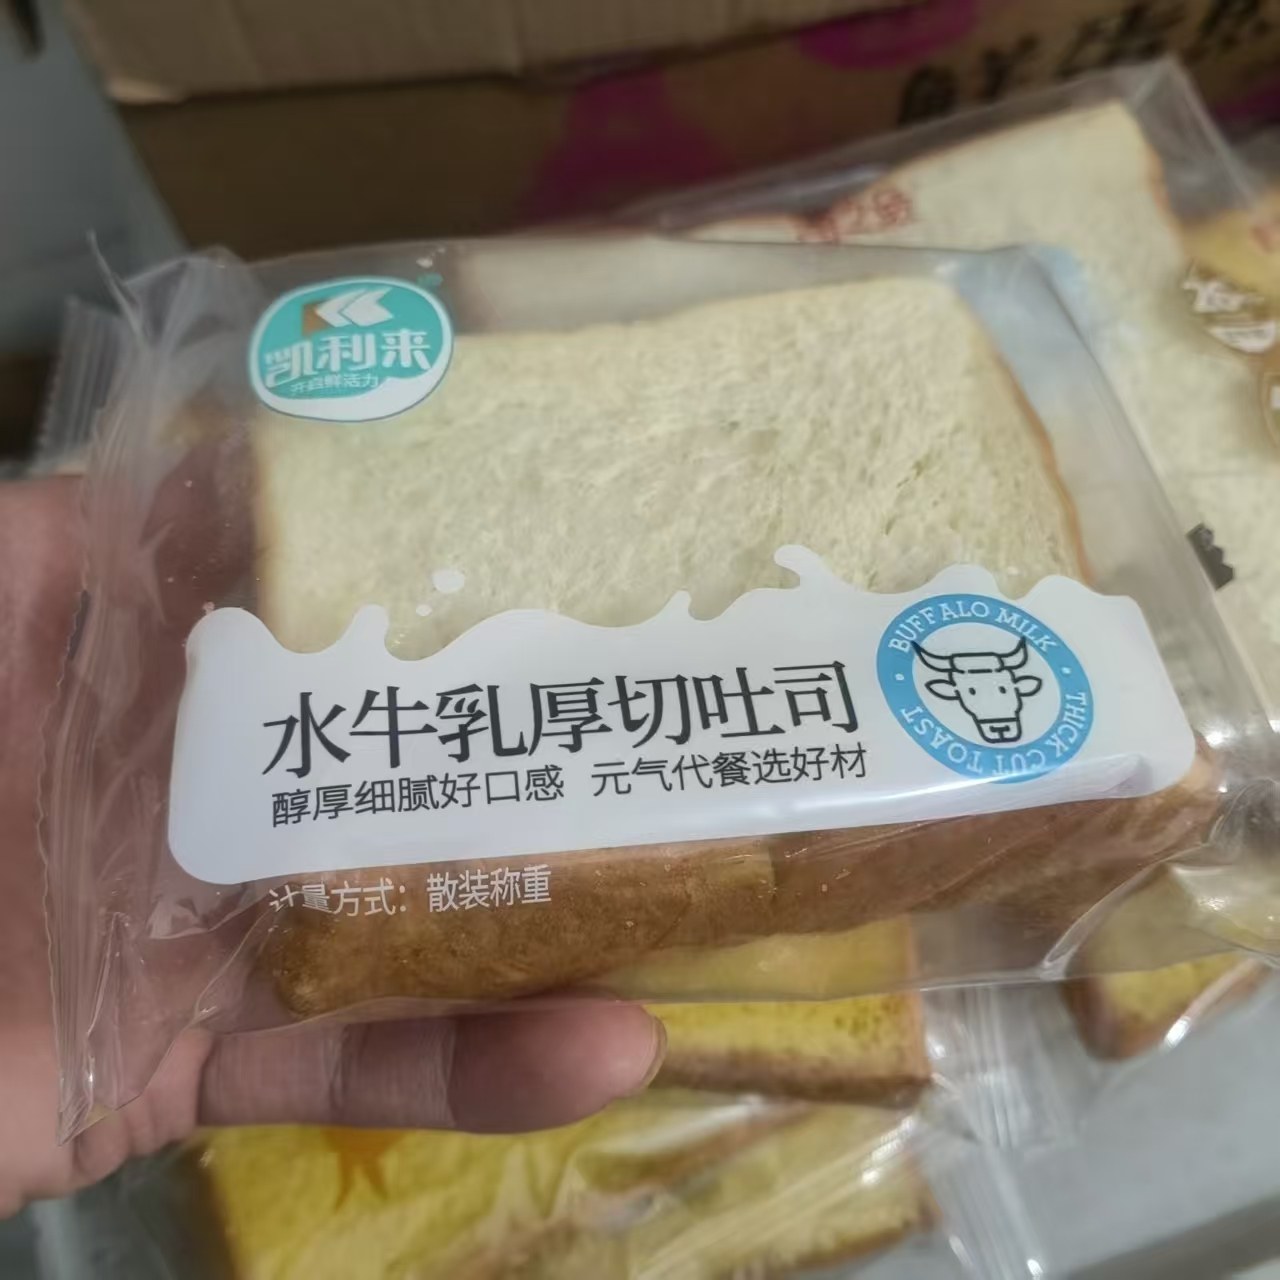 凯利来
开启鲜活力
水牛乳厚切吐司
醇厚细腻好口感 元气代餐选好材
计量方式：散装称重
BUFFALO MILK · THICK CUT TOAST ·